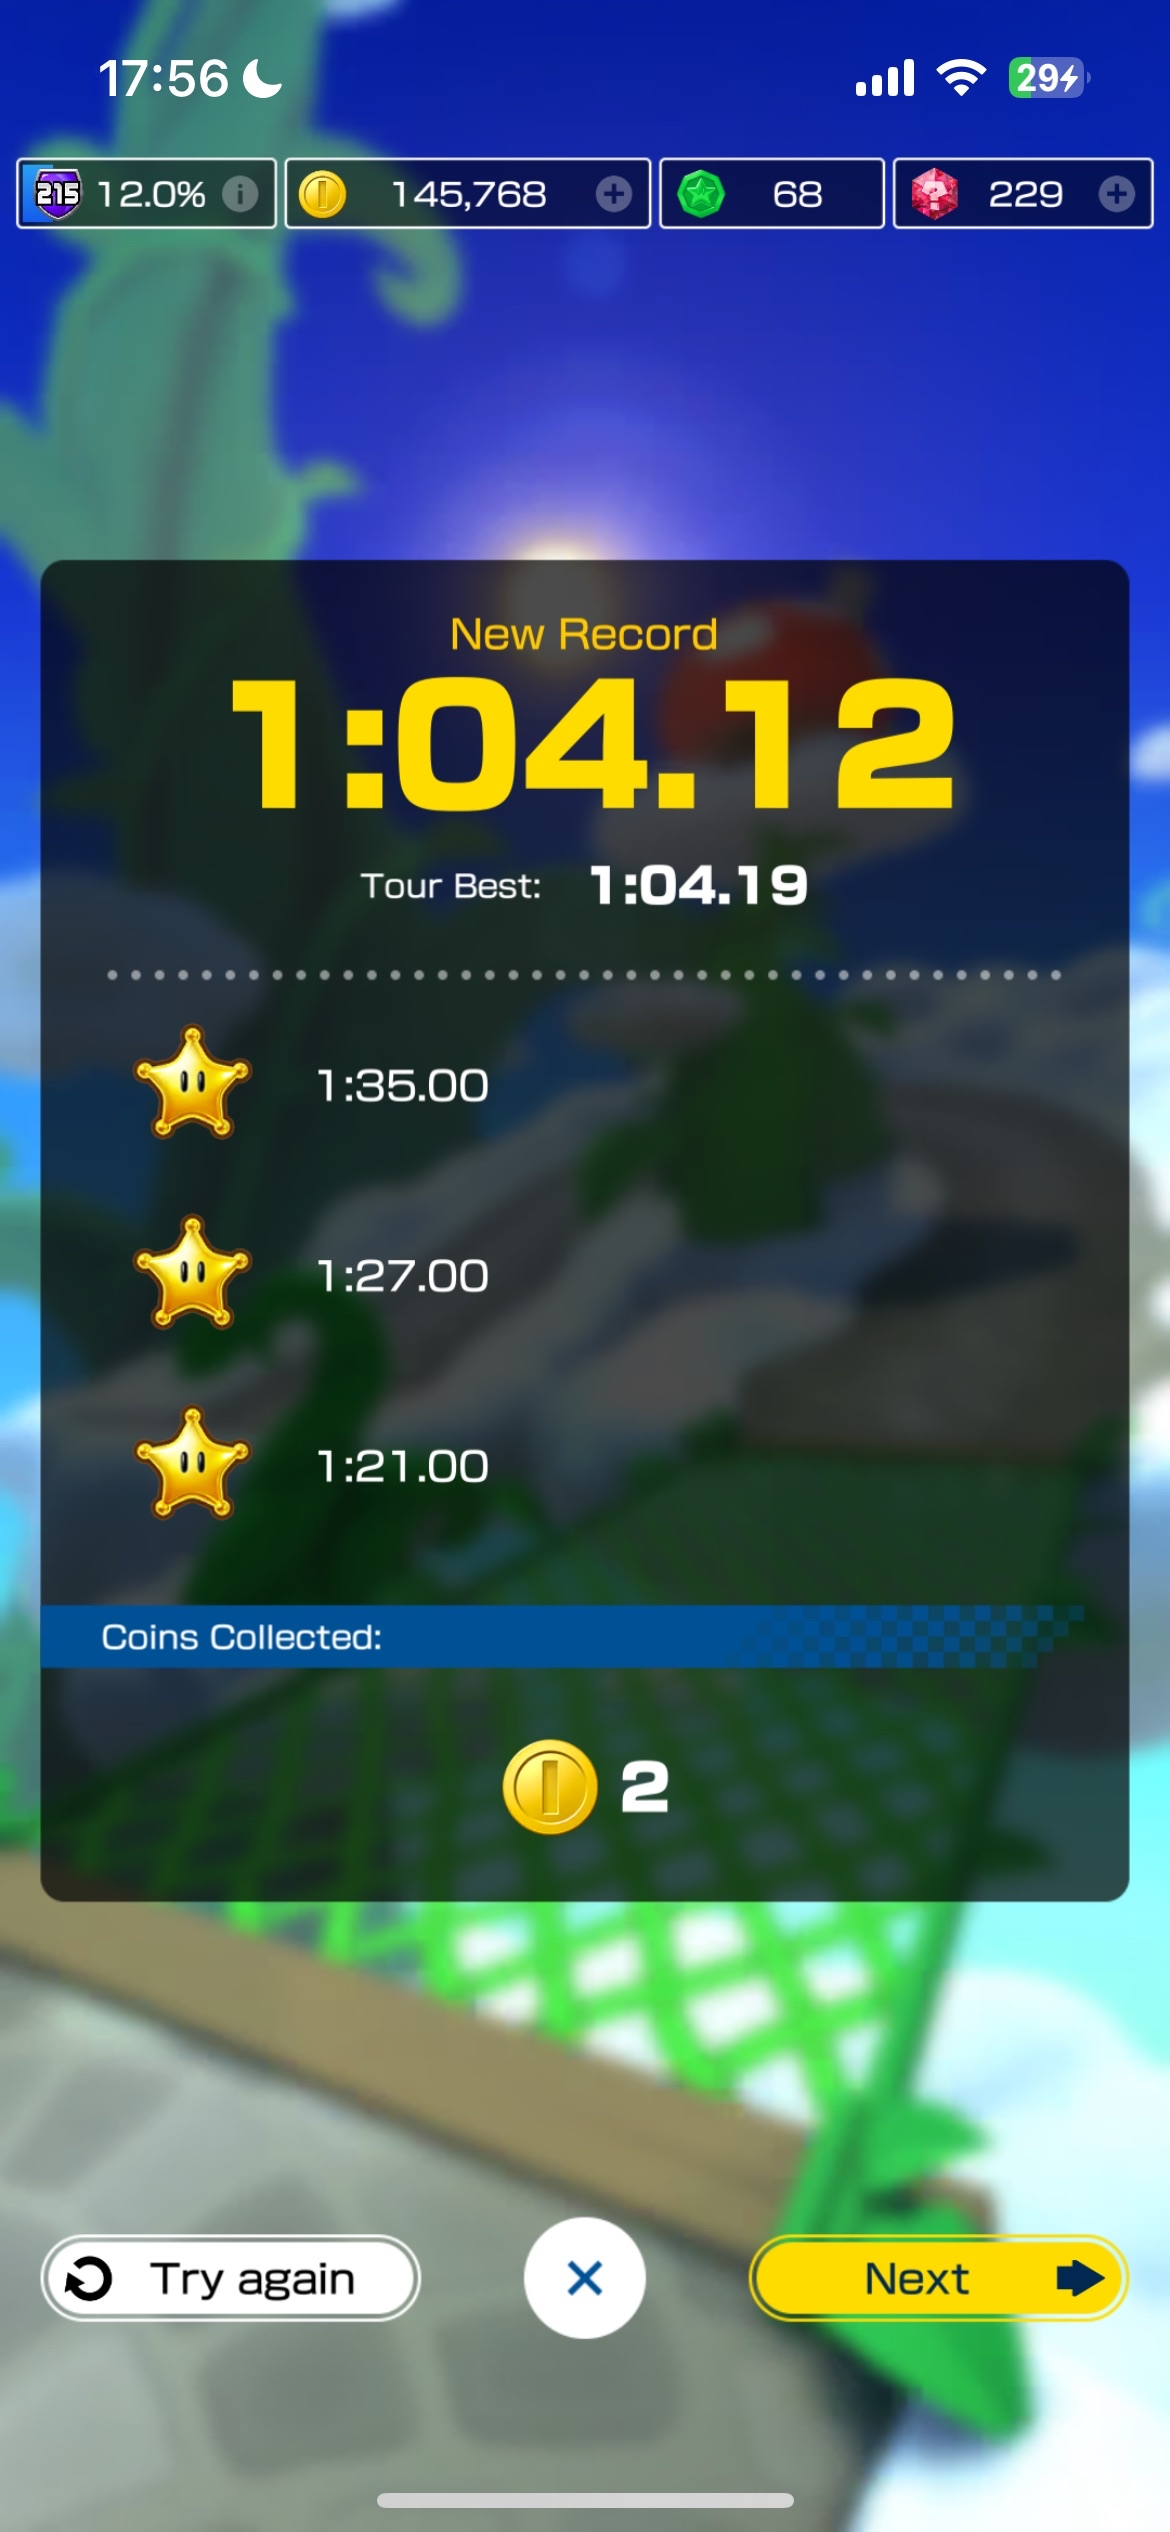 17:56
29
215 12.0% i 145,768 + 68 229 +
New Record
1:04.12
Tour Best: 1:04.19
1:35.00
1:27.00
1:21.00
Coins Collected:
2
Try again × Next